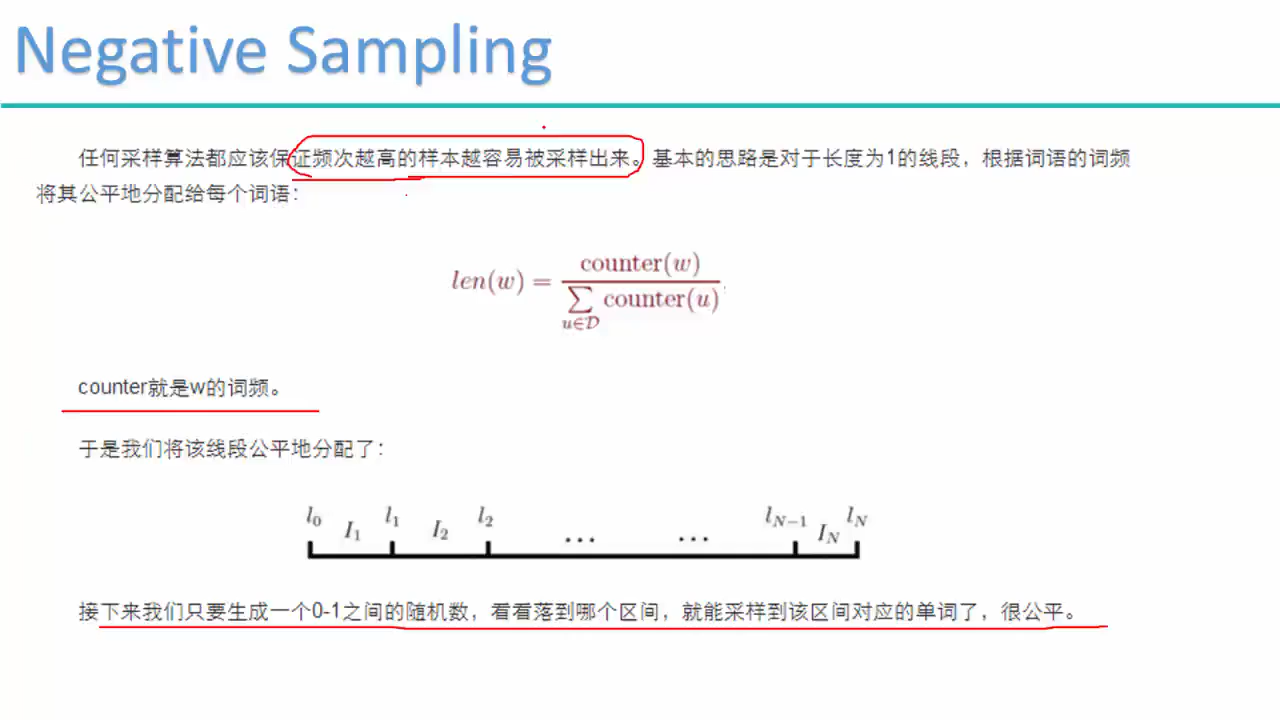 Negative Sampling
任何采样算法都应该保证频次越高的样本越容易被采样出来。基本的思路是对于长度为1的线段，根据词语的词频
将其公平地分配给每个词语：
len(w) = counter(w) / ∑_{u∈D} counter(u)
counter就是w的词频。
于是我们将该线段公平地分配了：
l_0 I_1 l_1 I_2 l_2 … … l_{N−1} I_N l_N
接下来我们只要生成一个0-1之间的随机数，看看落到哪个区间，就能采样到该区间对应的单词了，很公平。